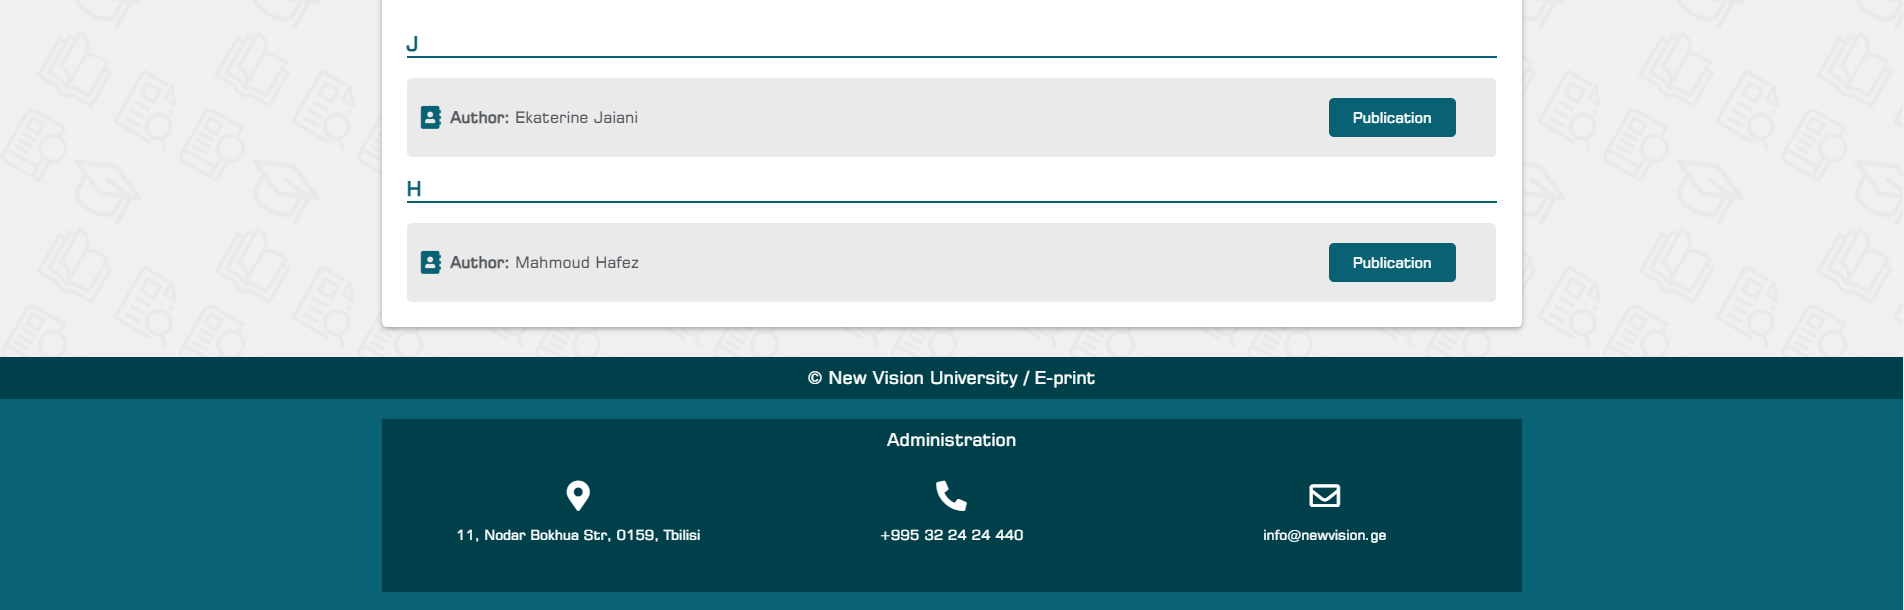 J
Author: Ekaterine Jaiani
Publication
H
Author: Mahmoud Hafez
Publication
© New Vision University / E-print
Administration
11, Nodar Bokhua Str, 0159, Tbilisi
+995 32 24 24 440
info@newvision.ge